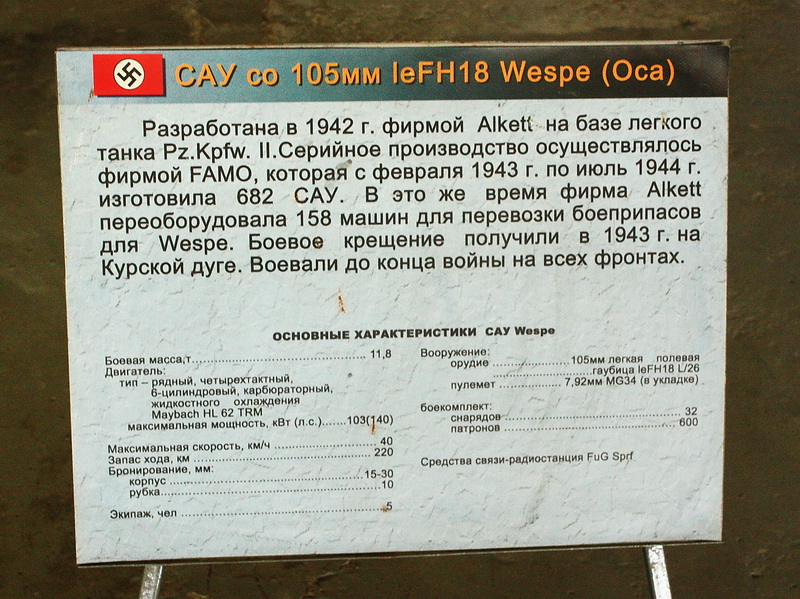 САУ со 105мм leFH18 Wespe (Оса)
Разработана в 1942 г. фирмой Alkett на базе легкого
танка Pz.Kpfw. II.Серийное производство осуществлялось
фирмой FAMO, которая с февраля 1943 г. по июль 1944 г.
изготовила 682 САУ. В это же время фирма Alkett
переоборудовала 158 машин для перевозки боеприпасов
для Wespe. Боевое крещение получили в 1943 г. на
Курской дуге. Воевали до конца войны на всех фронтах.
ОСНОВНЫЕ ХАРАКТЕРИСТИКИ САУ Wespe
Боевая масса,т.......... 11,8
Двигатель:
тип – рядный, четырехтактный,
6-цилиндровый, карбюраторный,
жидкостного охлаждения
Maybach HL 62 TRM
максимальная мощность, кВт (л.с.).......103(140)
Максимальная скорость, км/ч .......... 40
Запас хода, км .......... 220
Бронирование, мм:
корпус .......... 15-30
рубка.......... 10
Экипаж, чел .......... 5
Вооружение:
орудие .......... 105мм легкая полевая
..........гаубица leFH18 L/26
пулемет .......... 7,92мм MG34 (в укладке)
боекомплект:
снарядов .......... 32
патронов .......... 600
Средства связи-радиостанция FuG Sprf